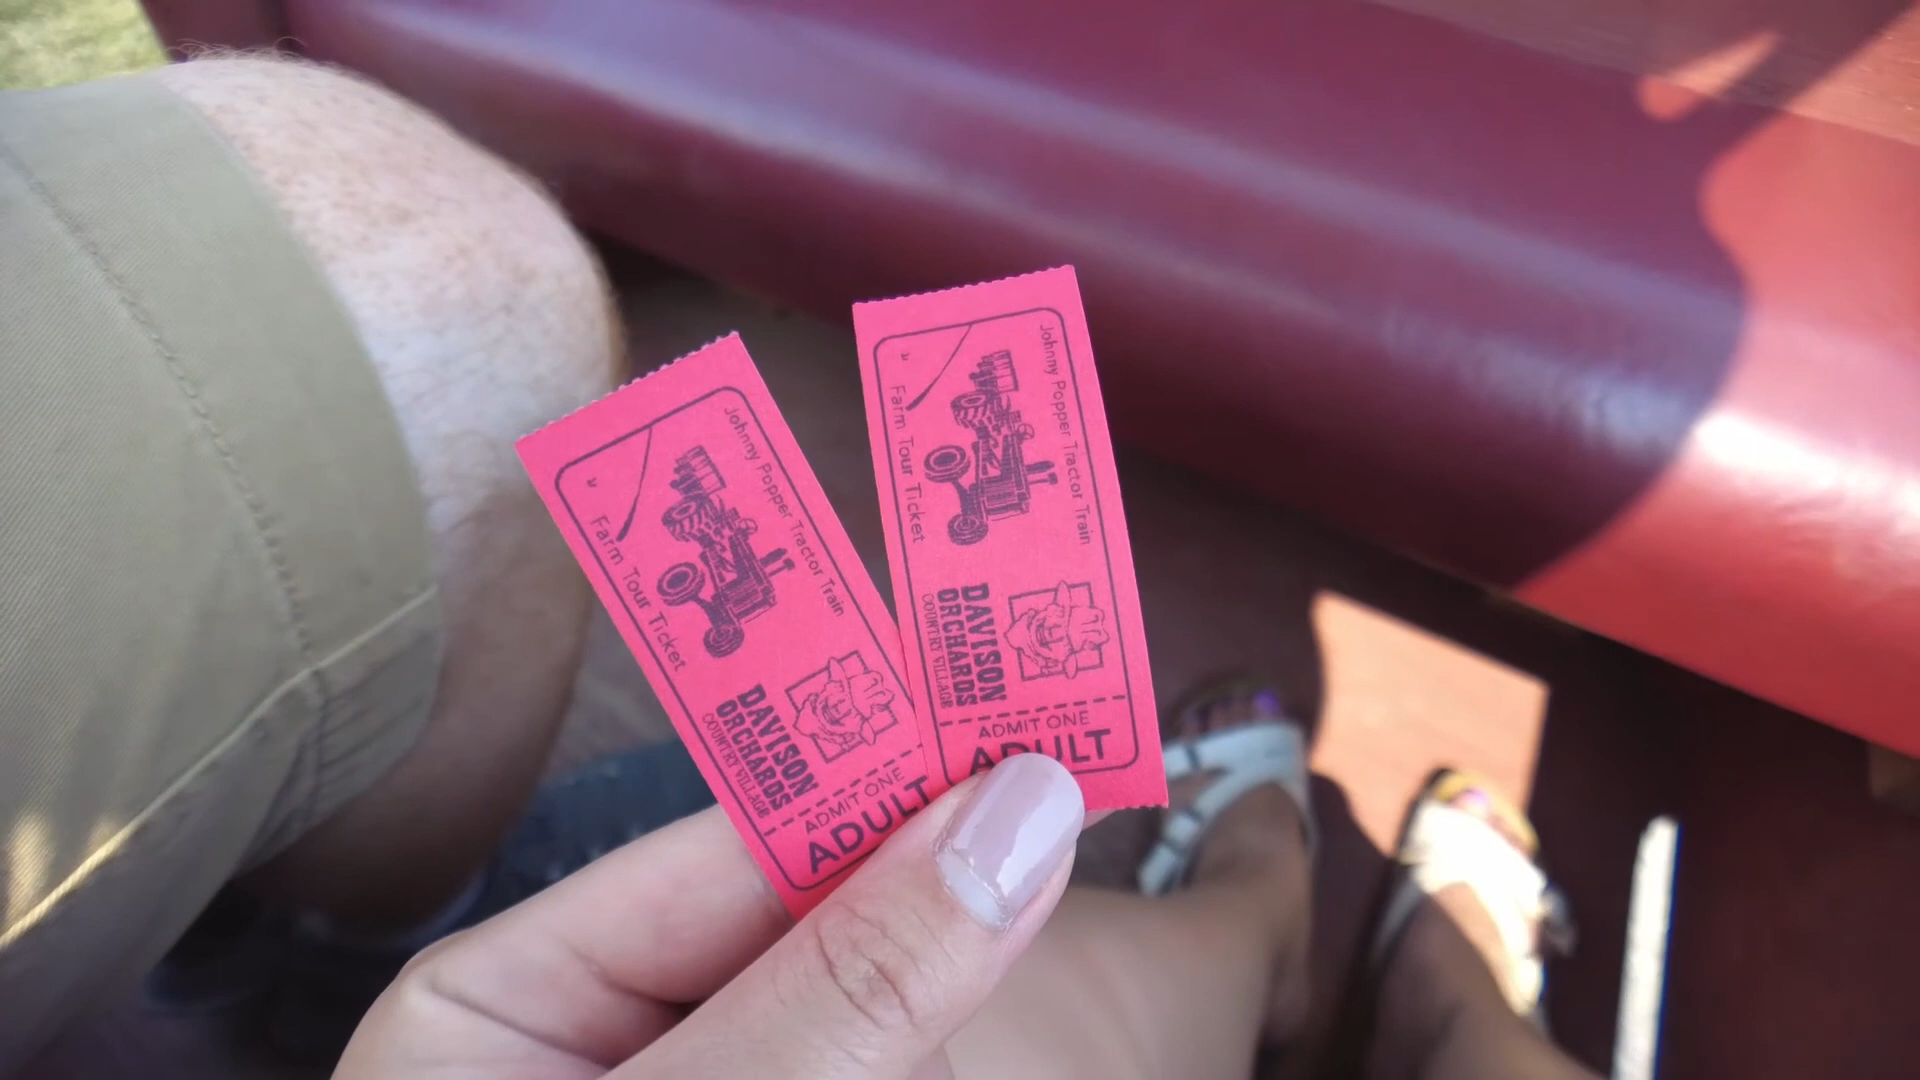 Johnny Popper Tractor Train
Farm Tour Ticket
DAVISON
ORCHARDS
COUNTRY VILLAGE
ADMIT ONE
ADULT
Johnny Popper Tractor Train
Farm Tour Ticket
DAVISON
ORCHARDS
COUNTRY VILLAGE
ADMIT ONE
ADULT